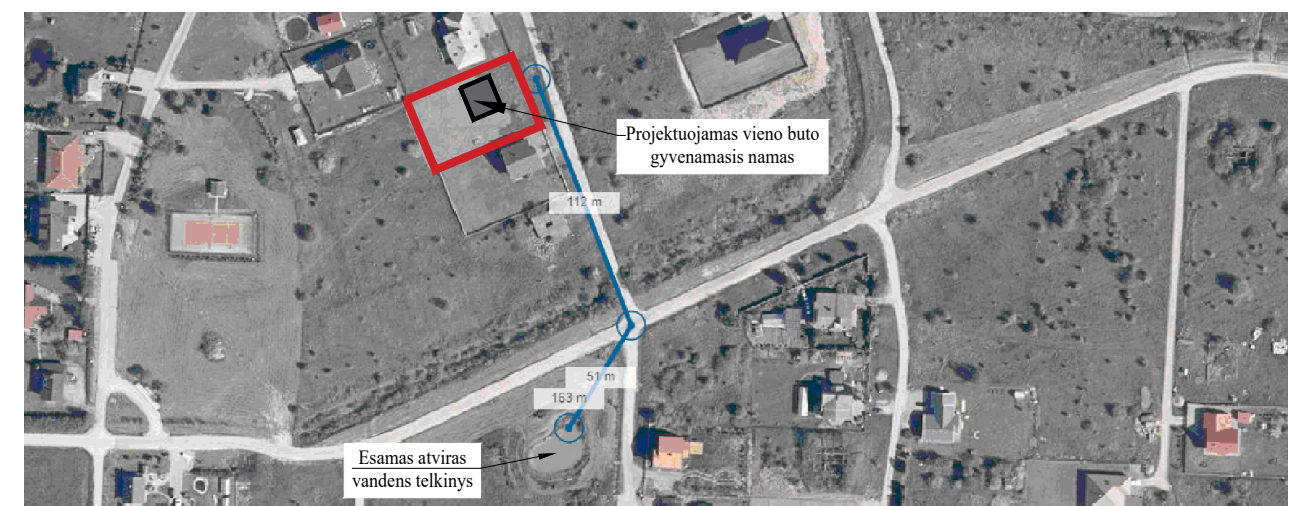 Projektuojamas vieno buto
gyvenamasis namas
112 m
51 m
163 m
Esamas atviras
vandens telkinys